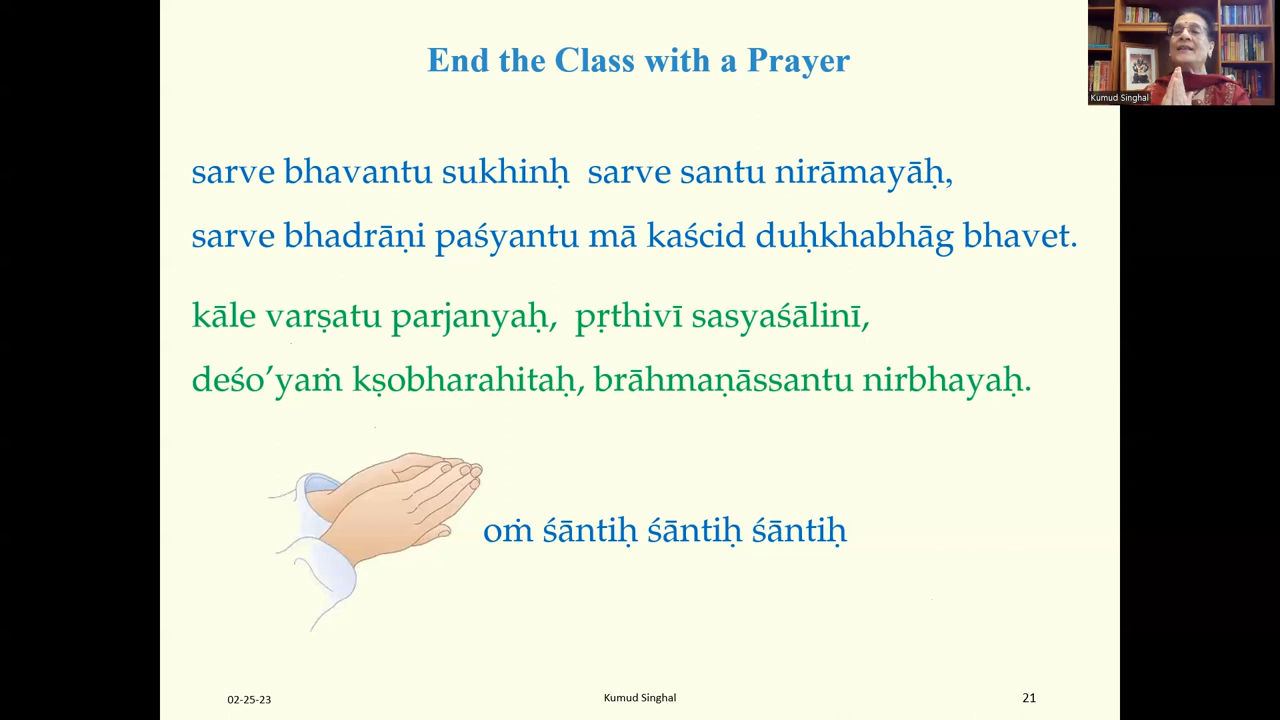 End the Class with a Prayer
Kumud Singhal
sarve bhavantu sukhinḥ sarve santu nirāmayāḥ,
sarve bhadrāṇi paśyantu mā kaścid duḥkhabhāg bhavet.
kāle varṣatu parjanyaḥ, pṛthivī sasyaśālinī,
deśo’yaṁ kṣobharahitaḥ, brāhmaṇāssantu nirbhayaḥ.
oṁ śāntiḥ śāntiḥ śāntiḥ
02-25-23 Kumud Singhal 21